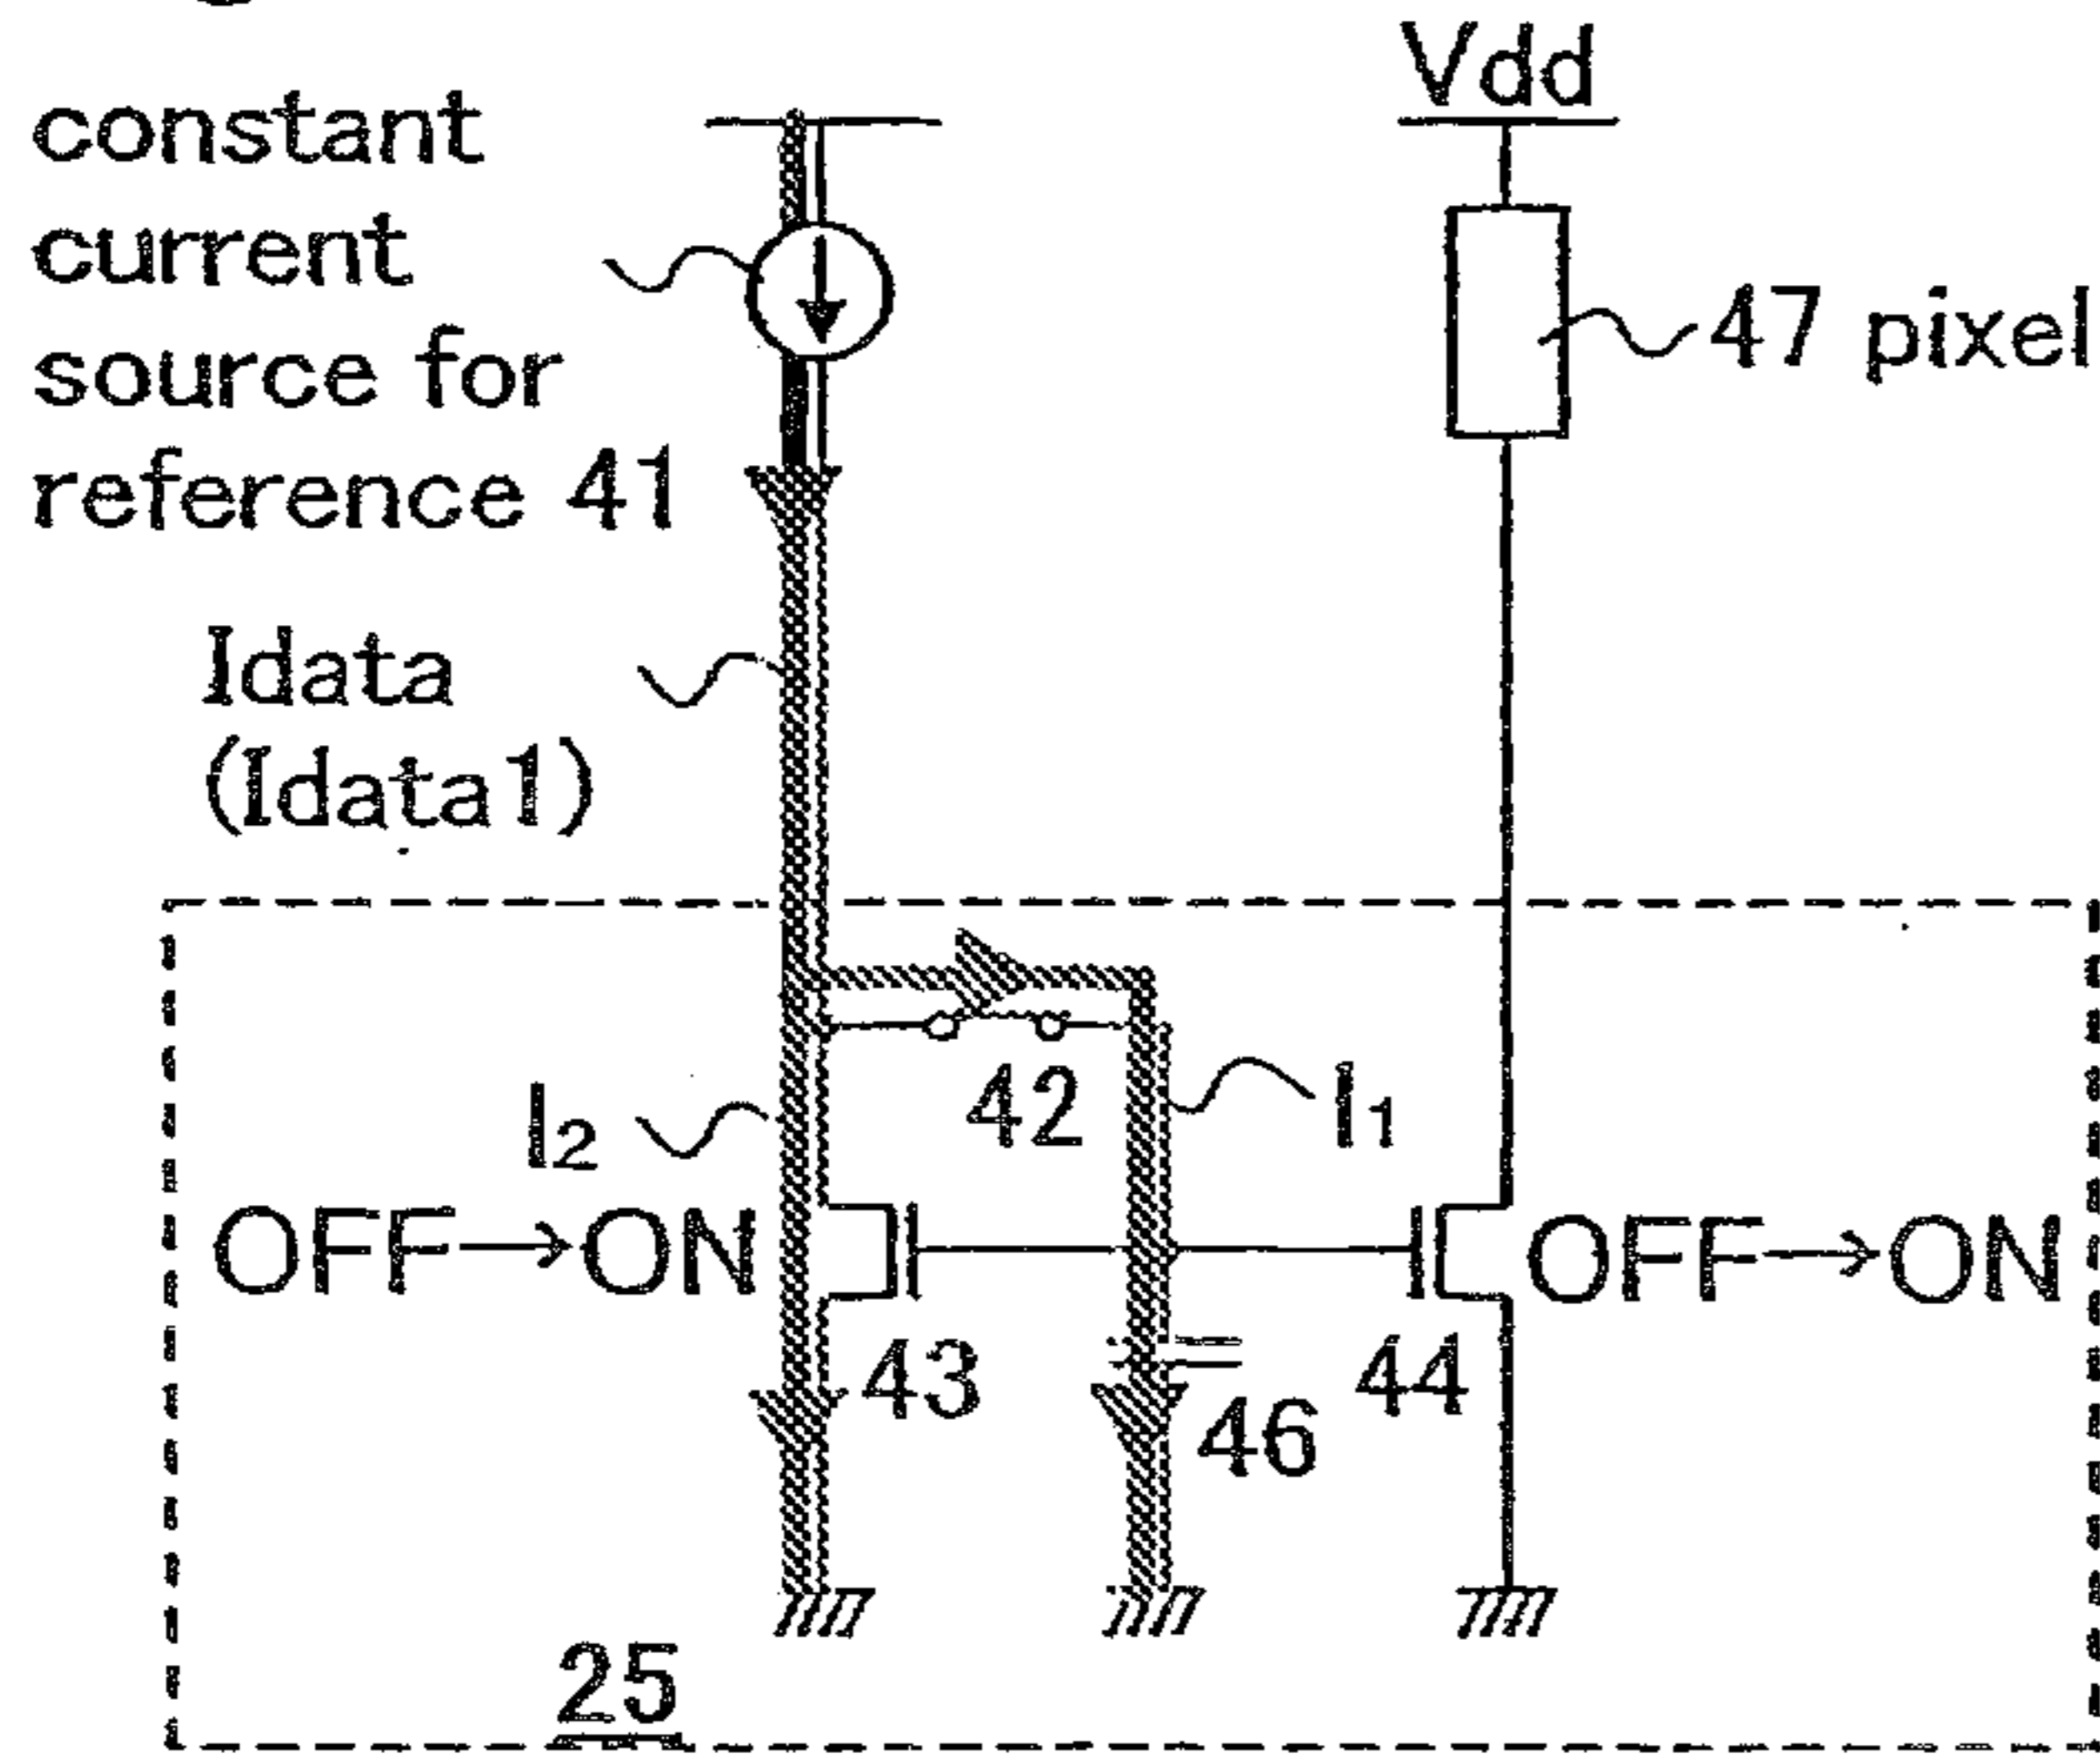 constant
current
source for
reference 41
Vdd
47 pixel
Idata
(Idata1)
I2
42
I1
OFF→ON
OFF→ON
43
46
44
25